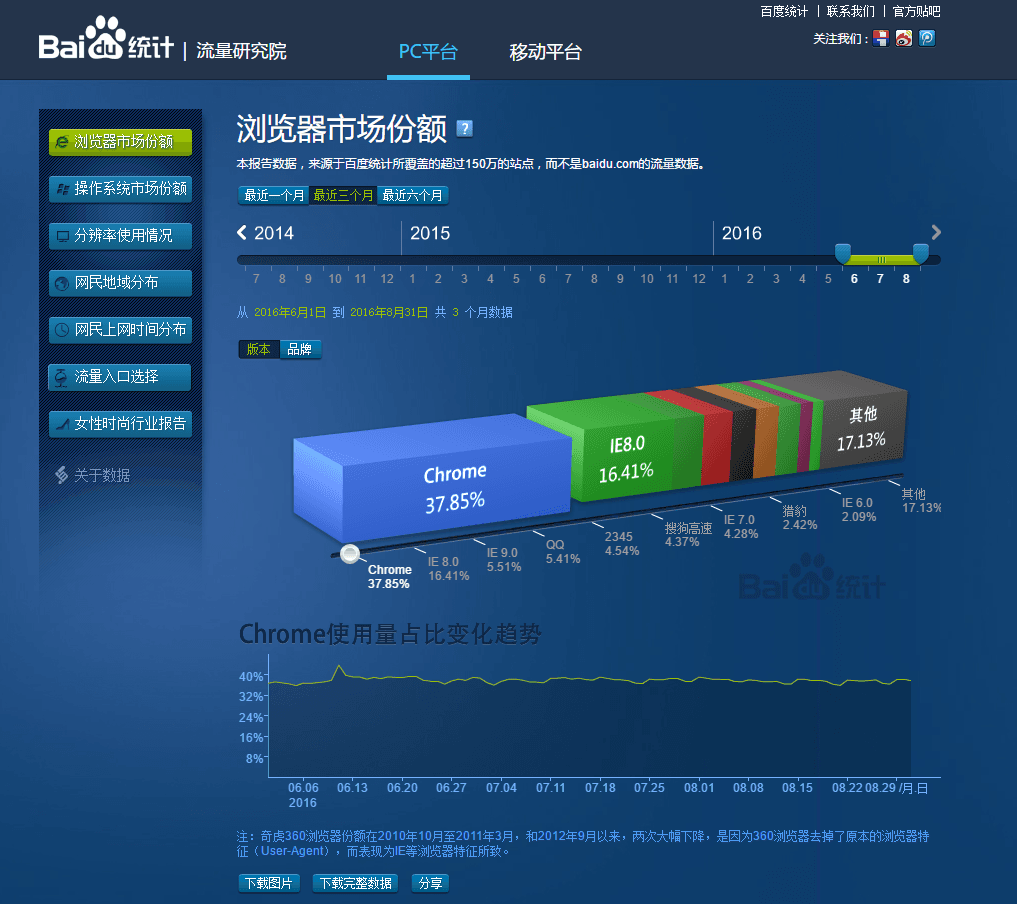 百度统计 | 联系我们 | 官方贴吧
Bai du 统计 | 流量研究院
PC平台
移动平台
关注我们：
浏览器市场份额
操作系统市场份额
分辨率使用情况
网民地域分布
网民上网时间分布
流量入口选择
女性时尚行业报告
关于数据
浏览器市场份额 ?
本报告数据，来源于百度统计所覆盖的超过150万的站点，而不是baidu.com的流量数据。
最近一个月 最近三个月 最近六个月
2014 2015 2016
7 8 9 10 11 12 1 2 3 4 5 6 7 8 9 10 11 12 1 2 3 4 5 6 7 8
从 2016年6月1日 到 2016年8月31日 共 3 个月数据
版本 品牌
Chrome
37.85%
IE8.0
16.41%
其他
17.13%
Chrome
37.85%
IE 8.0
16.41%
IE 9.0
5.51%
QQ
5.41%
2345
4.54%
搜狗高速
4.37%
IE 7.0
4.28%
猎豹
2.42%
IE 6.0
2.09%
其他
17.13%
Bai du 统计
Chrome使用量占比变化趋势
40%
32%
24%
16%
8%
06.06 06.13 06.20 06.27 07.04 07.11 07.18 07.25 08.01 08.08 08.15 08.22 08.29 /月.日
2016
注：奇虎360浏览器份额在2010年10月至2011年3月，和2012年9月以来，两次大幅下降，是因为360浏览器去掉了原本的浏览器特
征（User-Agent），而表现为IE等浏览器特征所致。
下载图片 下载完整数据 分享